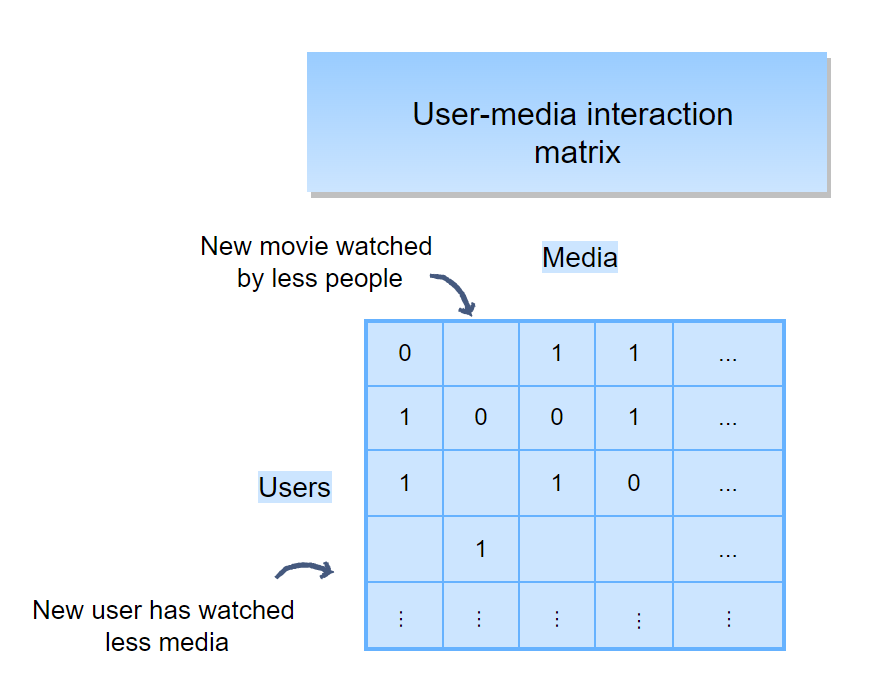 User-media interaction
matrix
New movie watched
by less people
Media
0 1 1 ...
1 0 0 1 ...
Users
1 1 0 ...
1 ...
New user has watched
less media
⋮ ⋮ ⋮ ⋮ ⋮